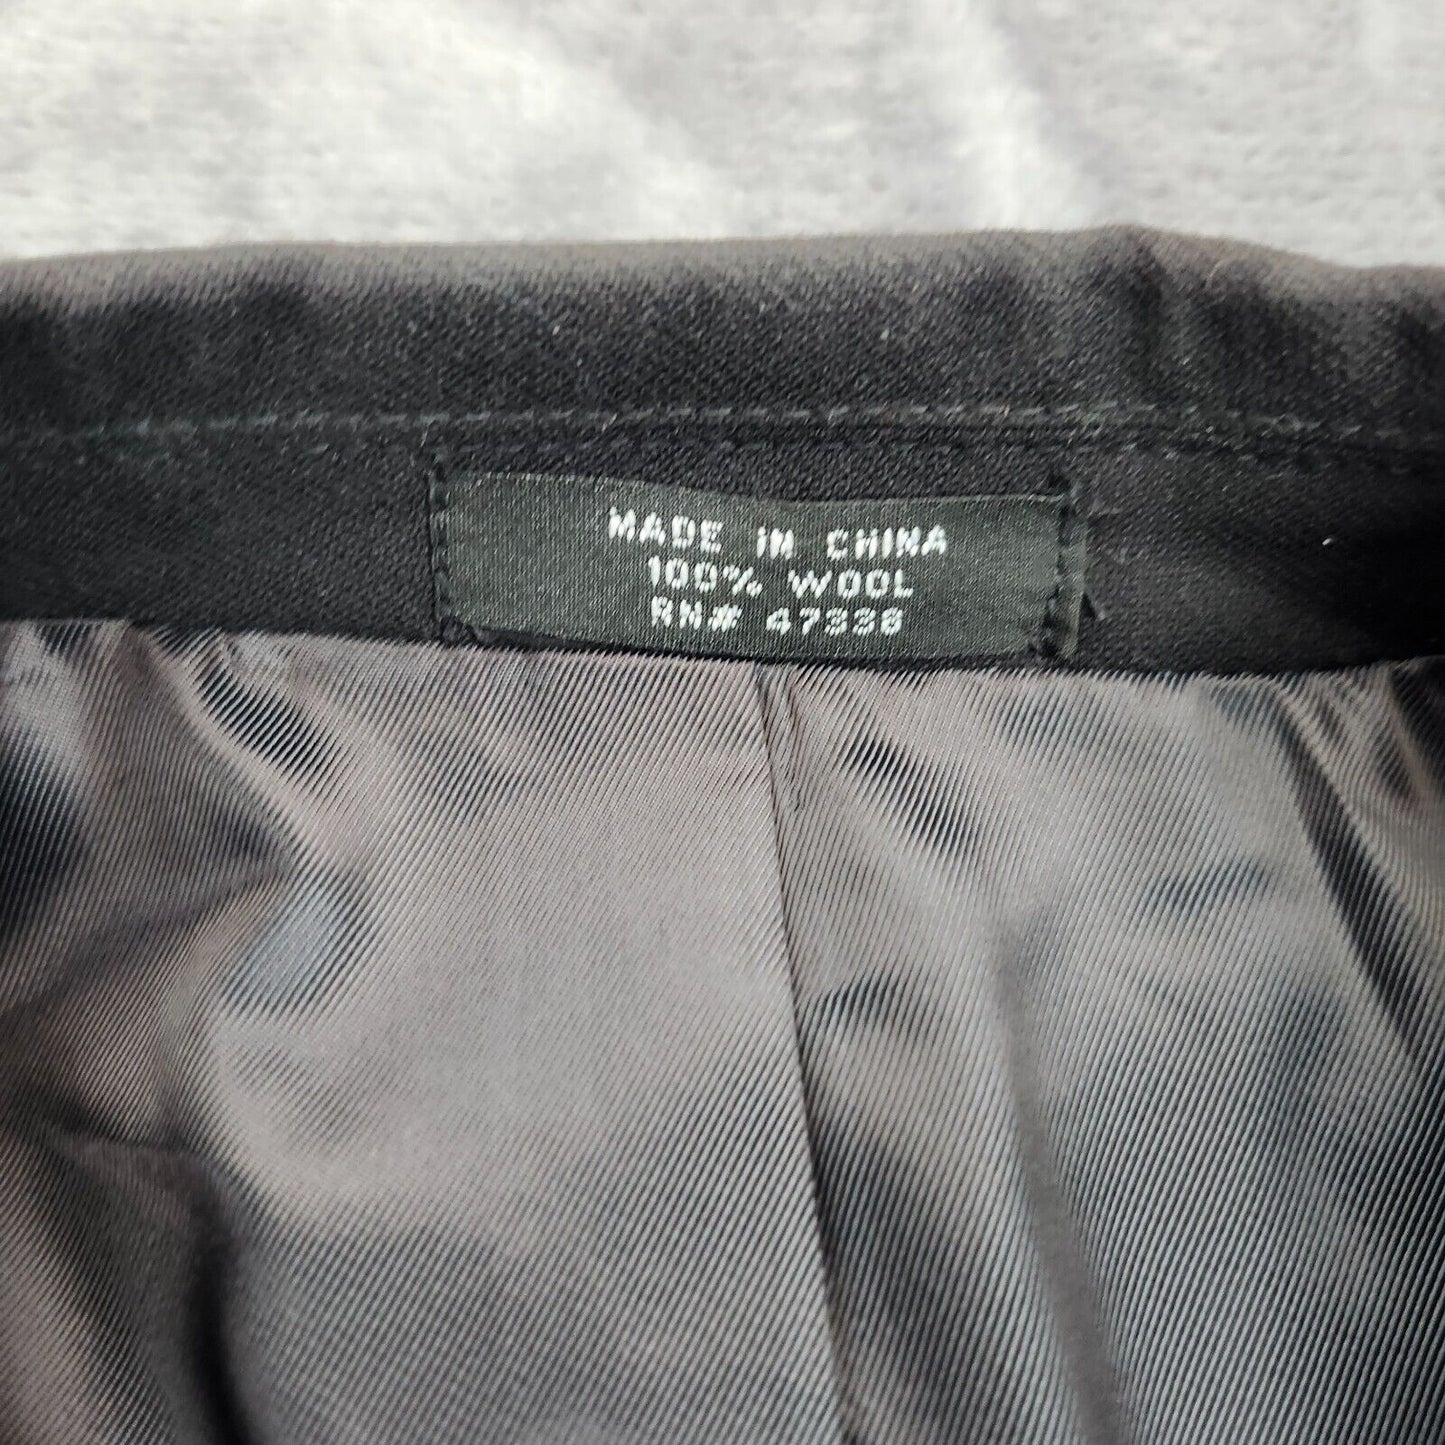 MADE IN CHINA
100% WOOL
RN# 47338